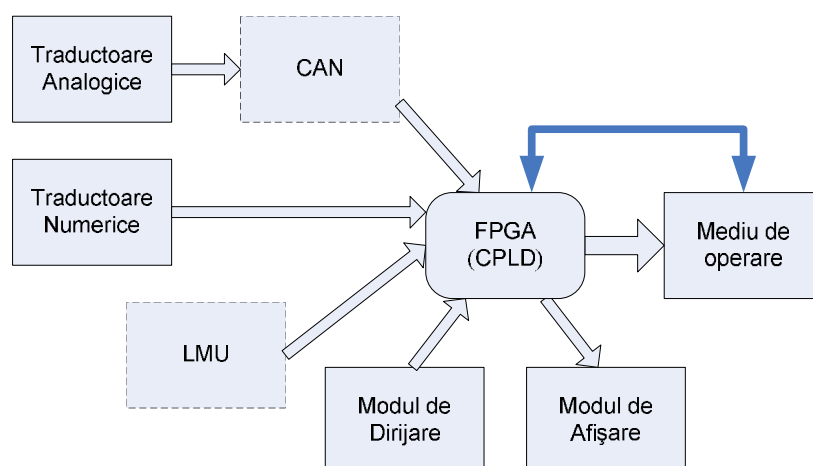 Traductoare
Analogice
CAN
Traductoare
Numerice
FPGA
(CPLD)
Mediu de
operare
LMU
Modul de
Dirijare
Modul de
Afişare